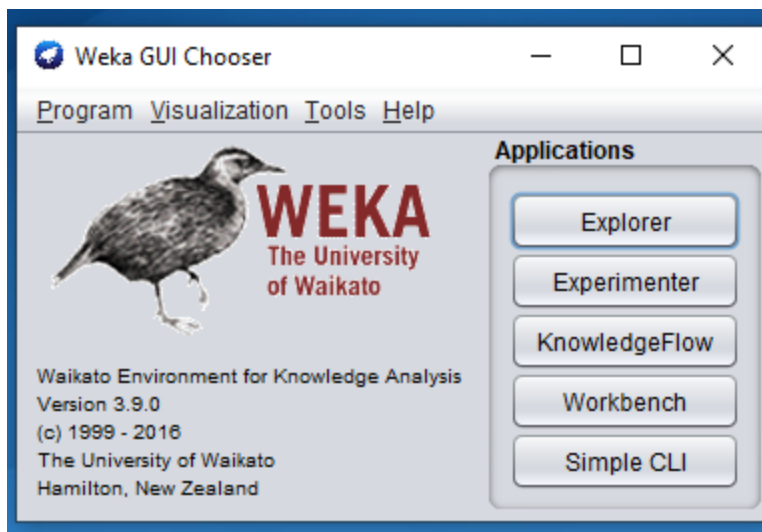 Weka GUI Chooser
Program Visualization Tools Help
Applications
WEKA
The University
of Waikato
Explorer
Experimenter
KnowledgeFlow
Workbench
Simple CLI
Waikato Environment for Knowledge Analysis
Version 3.9.0
(c) 1999 - 2016
The University of Waikato
Hamilton, New Zealand